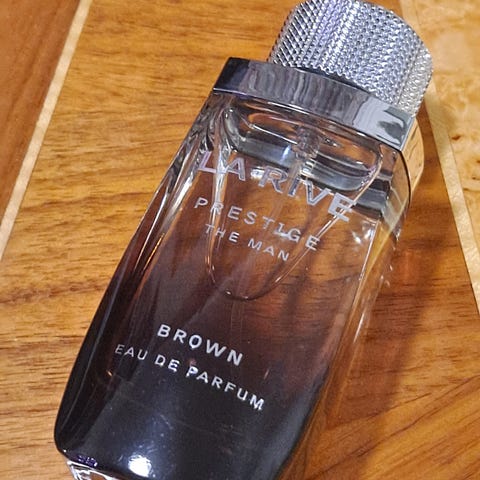 LA·RIVE
PRESTIGE
THE MAN
BROWN
EAU DE PARFUM